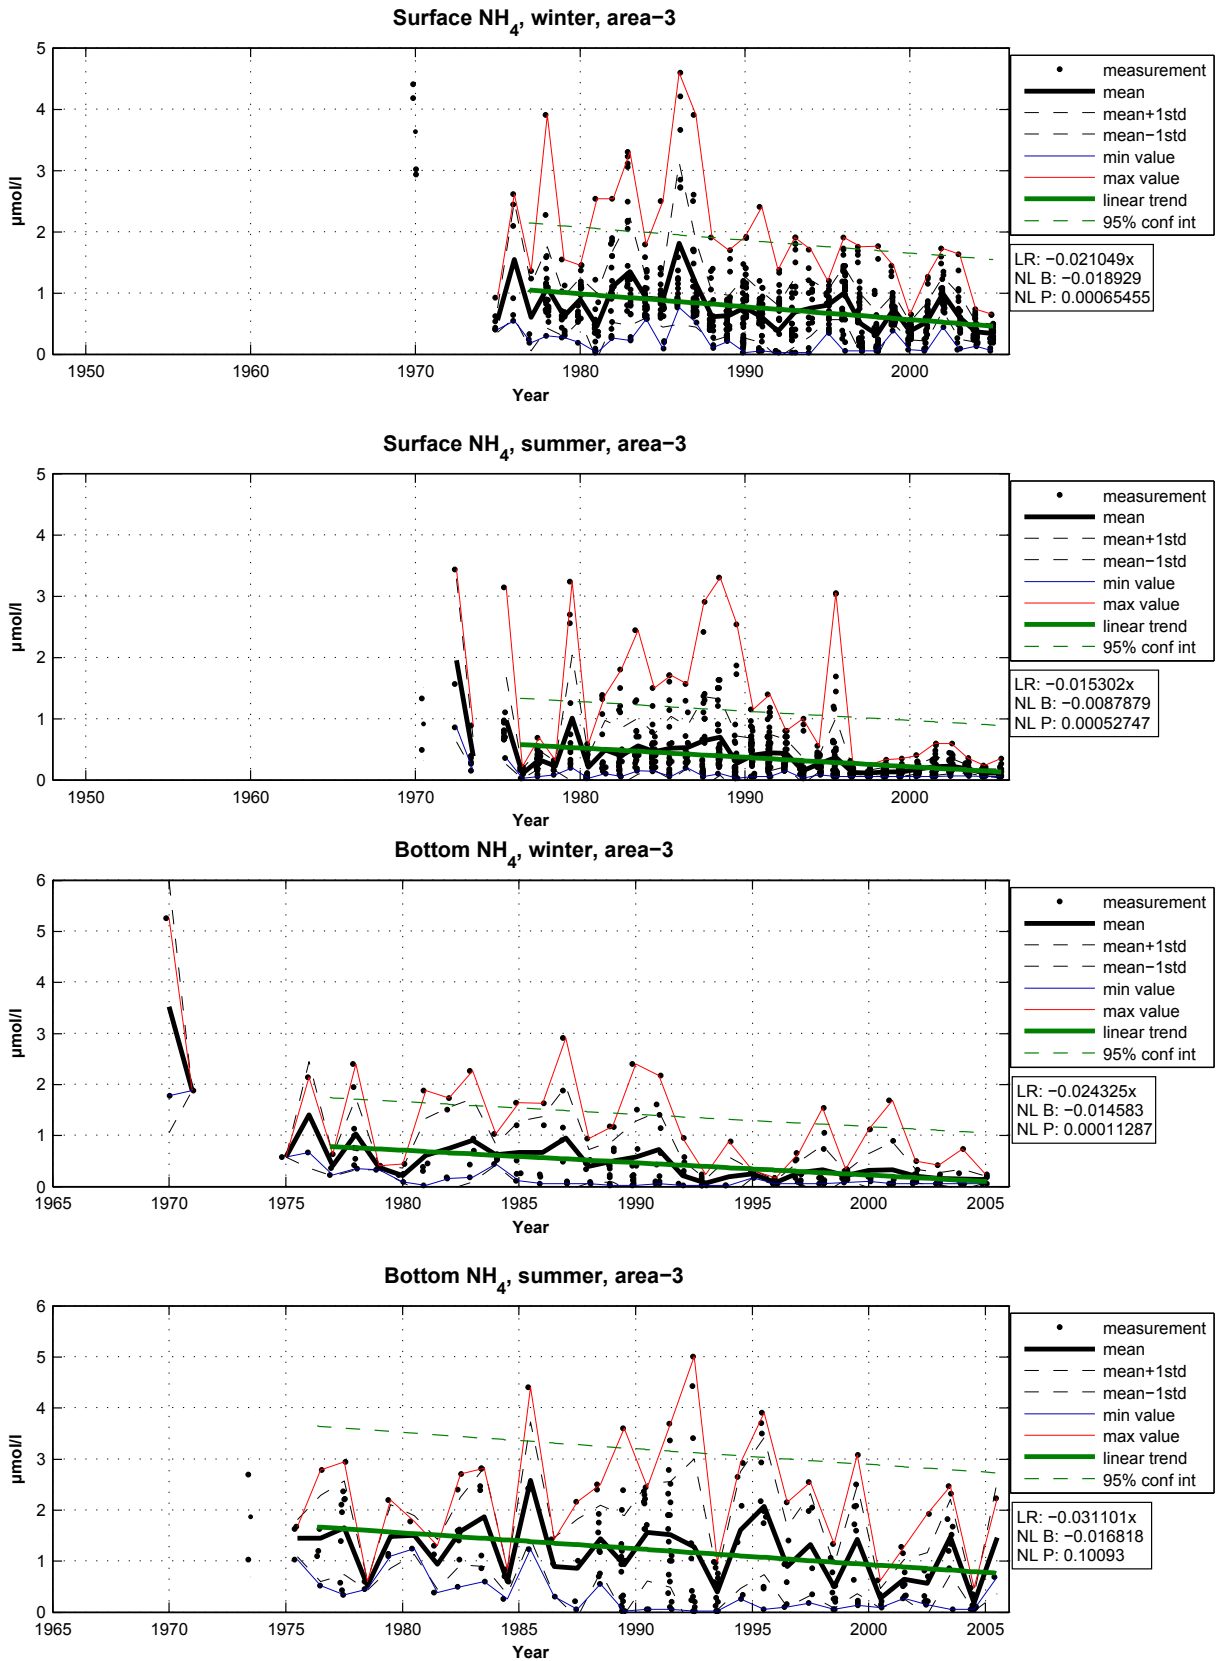 Surface NH4, winter, area−3
5
4
3
2
1
0
µmol/l
1950 1960 1970 1980 1990 2000
Year
measurement
mean
mean+1std
mean−1std
min value
max value
linear trend
95% conf int
LR: −0.021049x
NL B: −0.018929
NL P: 0.00065455
Surface NH4, summer, area−3
5
4
3
2
1
0
µmol/l
1950 1960 1970 1980 1990 2000
Year
measurement
mean
mean+1std
mean−1std
min value
max value
linear trend
95% conf int
LR: −0.015302x
NL B: −0.0087879
NL P: 0.00052747
Bottom NH4, winter, area−3
6
5
4
3
2
1
0
µmol/l
1965 1970 1975 1980 1985 1990 1995 2000 2005
Year
measurement
mean
mean+1std
mean−1std
min value
max value
linear trend
95% conf int
LR: −0.024325x
NL B: −0.014583
NL P: 0.00011287
Bottom NH4, summer, area−3
6
5
4
3
2
1
0
µmol/l
1965 1970 1975 1980 1985 1990 1995 2000 2005
Year
measurement
mean
mean+1std
mean−1std
min value
max value
linear trend
95% conf int
LR: −0.031101x
NL B: −0.016818
NL P: 0.10093